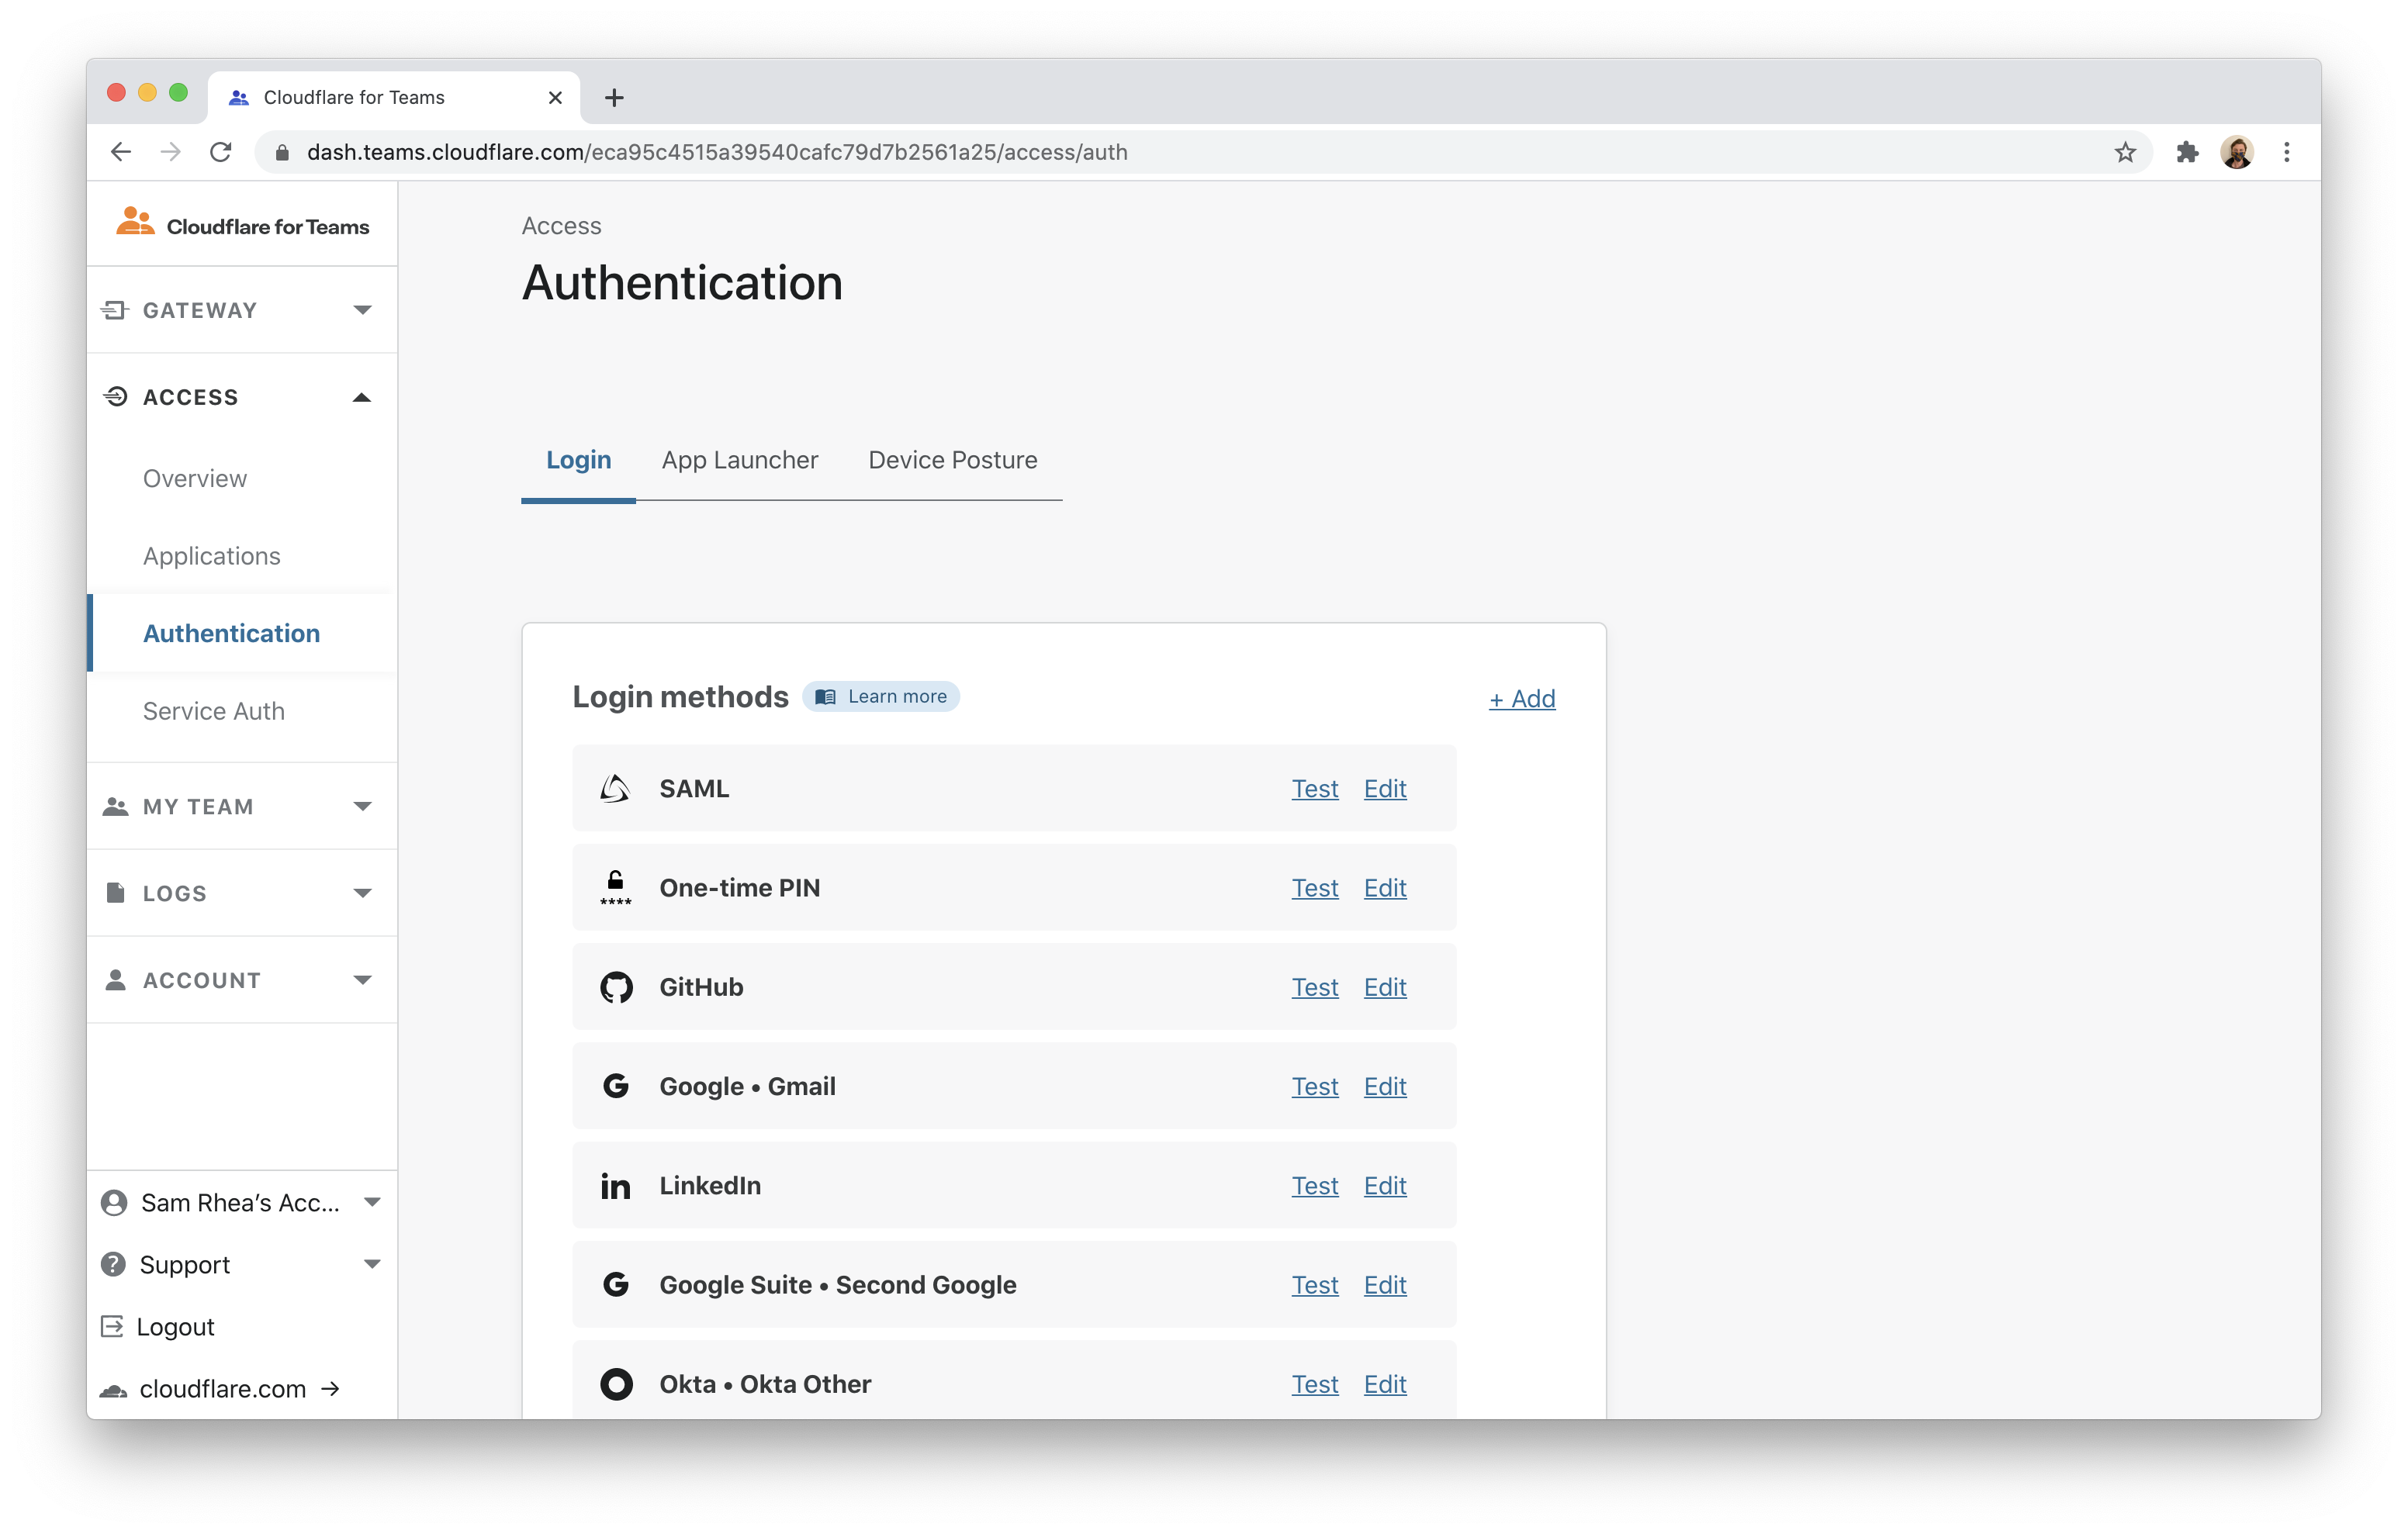 Cloudflare for Teams
dash.teams.cloudflare.com/eca95c4515a39540cafc79d7b2561a25/access/auth
Cloudflare for Teams
GATEWAY
ACCESS
Overview
Applications
Authentication
Service Auth
MY TEAM
LOGS
ACCOUNT
Sam Rhea’s Acc...
Support
Logout
cloudflare.com →
Access
Authentication
Login App Launcher Device Posture
Login methods Learn more + Add
SAML Test Edit
**** One-time PIN Test Edit
GitHub Test Edit
Google • Gmail Test Edit
in LinkedIn Test Edit
Google Suite • Second Google Test Edit
Okta • Okta Other Test Edit